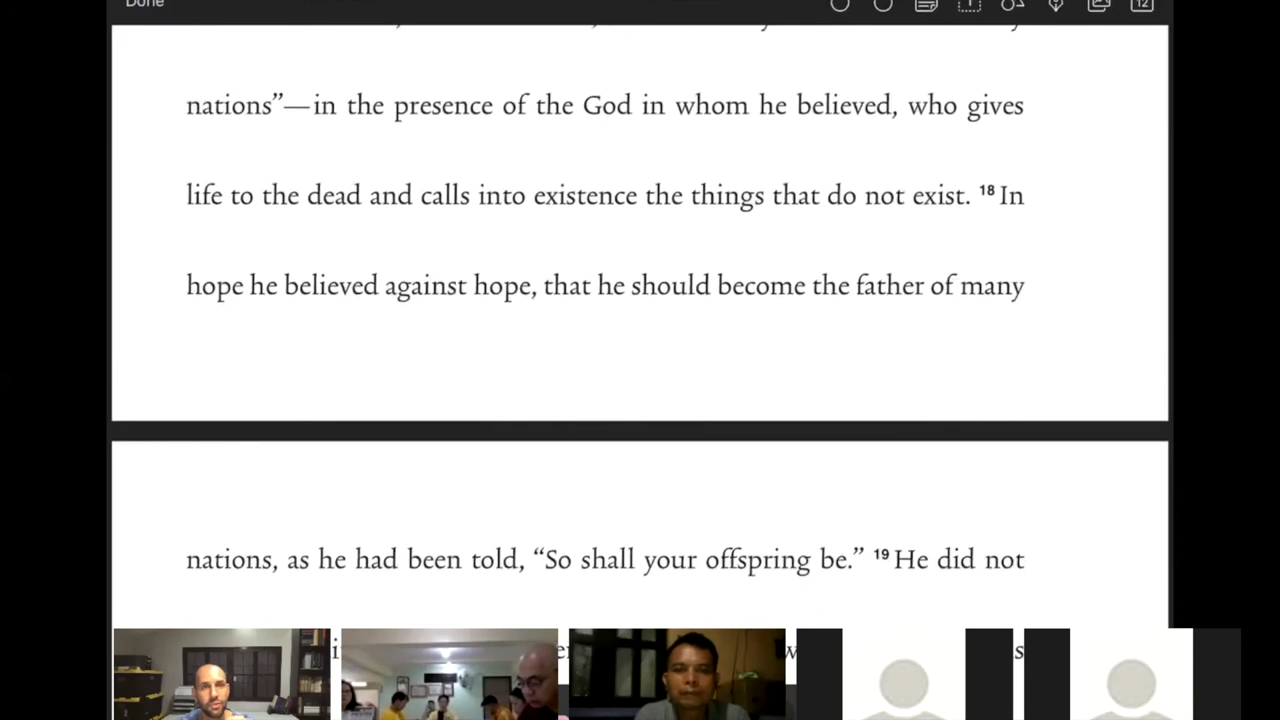 Done
nations”—in the presence of the God in whom he believed, who gives
life to the dead and calls into existence the things that do not exist. 18 In
hope he believed against hope, that he should become the father of many
nations, as he had been told, “So shall your offspring be.” 19 He did not